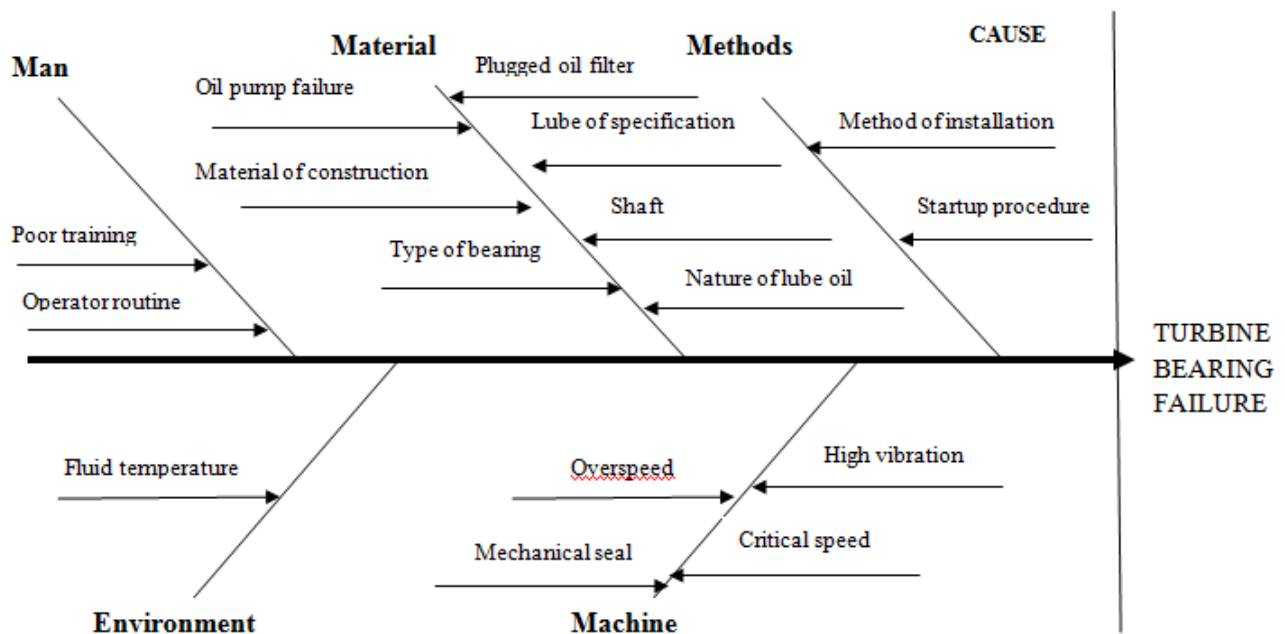 CAUSE
Material
Methods
Man
Plugged oil filter
Oil pump failure
Lube of specification
Method of installation
Material of construction
Shaft
Startup procedure
Poor training
Type of bearing
Nature of lube oil
Operator routine
TURBINE
BEARING
FAILURE
Fluid temperature
Overspeed
High vibration
Mechanical seal
Critical speed
Environment
Machine